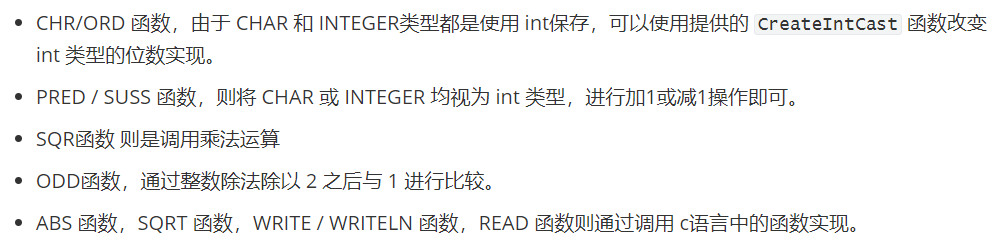 • CHR/ORD 函数，由于 CHAR 和 INTEGER类型都是使用 int保存，可以使用提供的 CreateIntCast 函数改变
int 类型的位数实现。
• PRED / SUSS 函数，则将 CHAR 或 INTEGER 均视为 int 类型，进行加1或减1操作即可。
• SQR函数 则是调用乘法运算
• ODD函数，通过整数除法除以 2 之后与 1 进行比较。
• ABS 函数，SQRT 函数，WRITE / WRITELN 函数，READ 函数则通过调用 c语言中的函数实现。